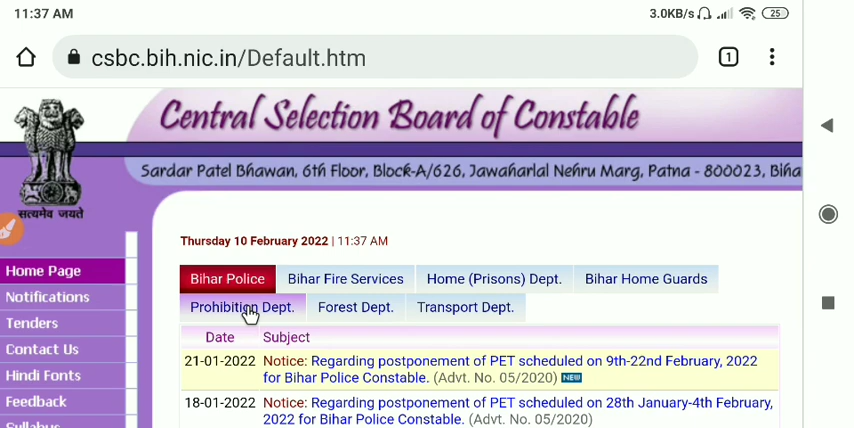 11:37 AM 3.0KB/s 25
csbc.bih.nic.in/Default.htm 1
Central Selection Board of Constable
Sardar Patel Bhawan, 6th Floor, Block-A/626, Jawaharlal Nehru Marg, Patna - 800023, Biha
सत्यमेव जयते
Thursday 10 February 2022 | 11:37 AM
Home Page
Notifications
Tenders
Contact Us
Hindi Fonts
Feedback
Syllabus
Bihar Police Bihar Fire Services Home (Prisons) Dept. Bihar Home Guards
Prohibition Dept. Forest Dept. Transport Dept.
Date Subject
21-01-2022 Notice: Regarding postponement of PET scheduled on 9th-22nd February, 2022
for Bihar Police Constable. (Advt. No. 05/2020) NEW
18-01-2022 Notice: Regarding postponement of PET scheduled on 28th January-4th February,
2022 for Bihar Police Constable. (Advt. No. 05/2020)